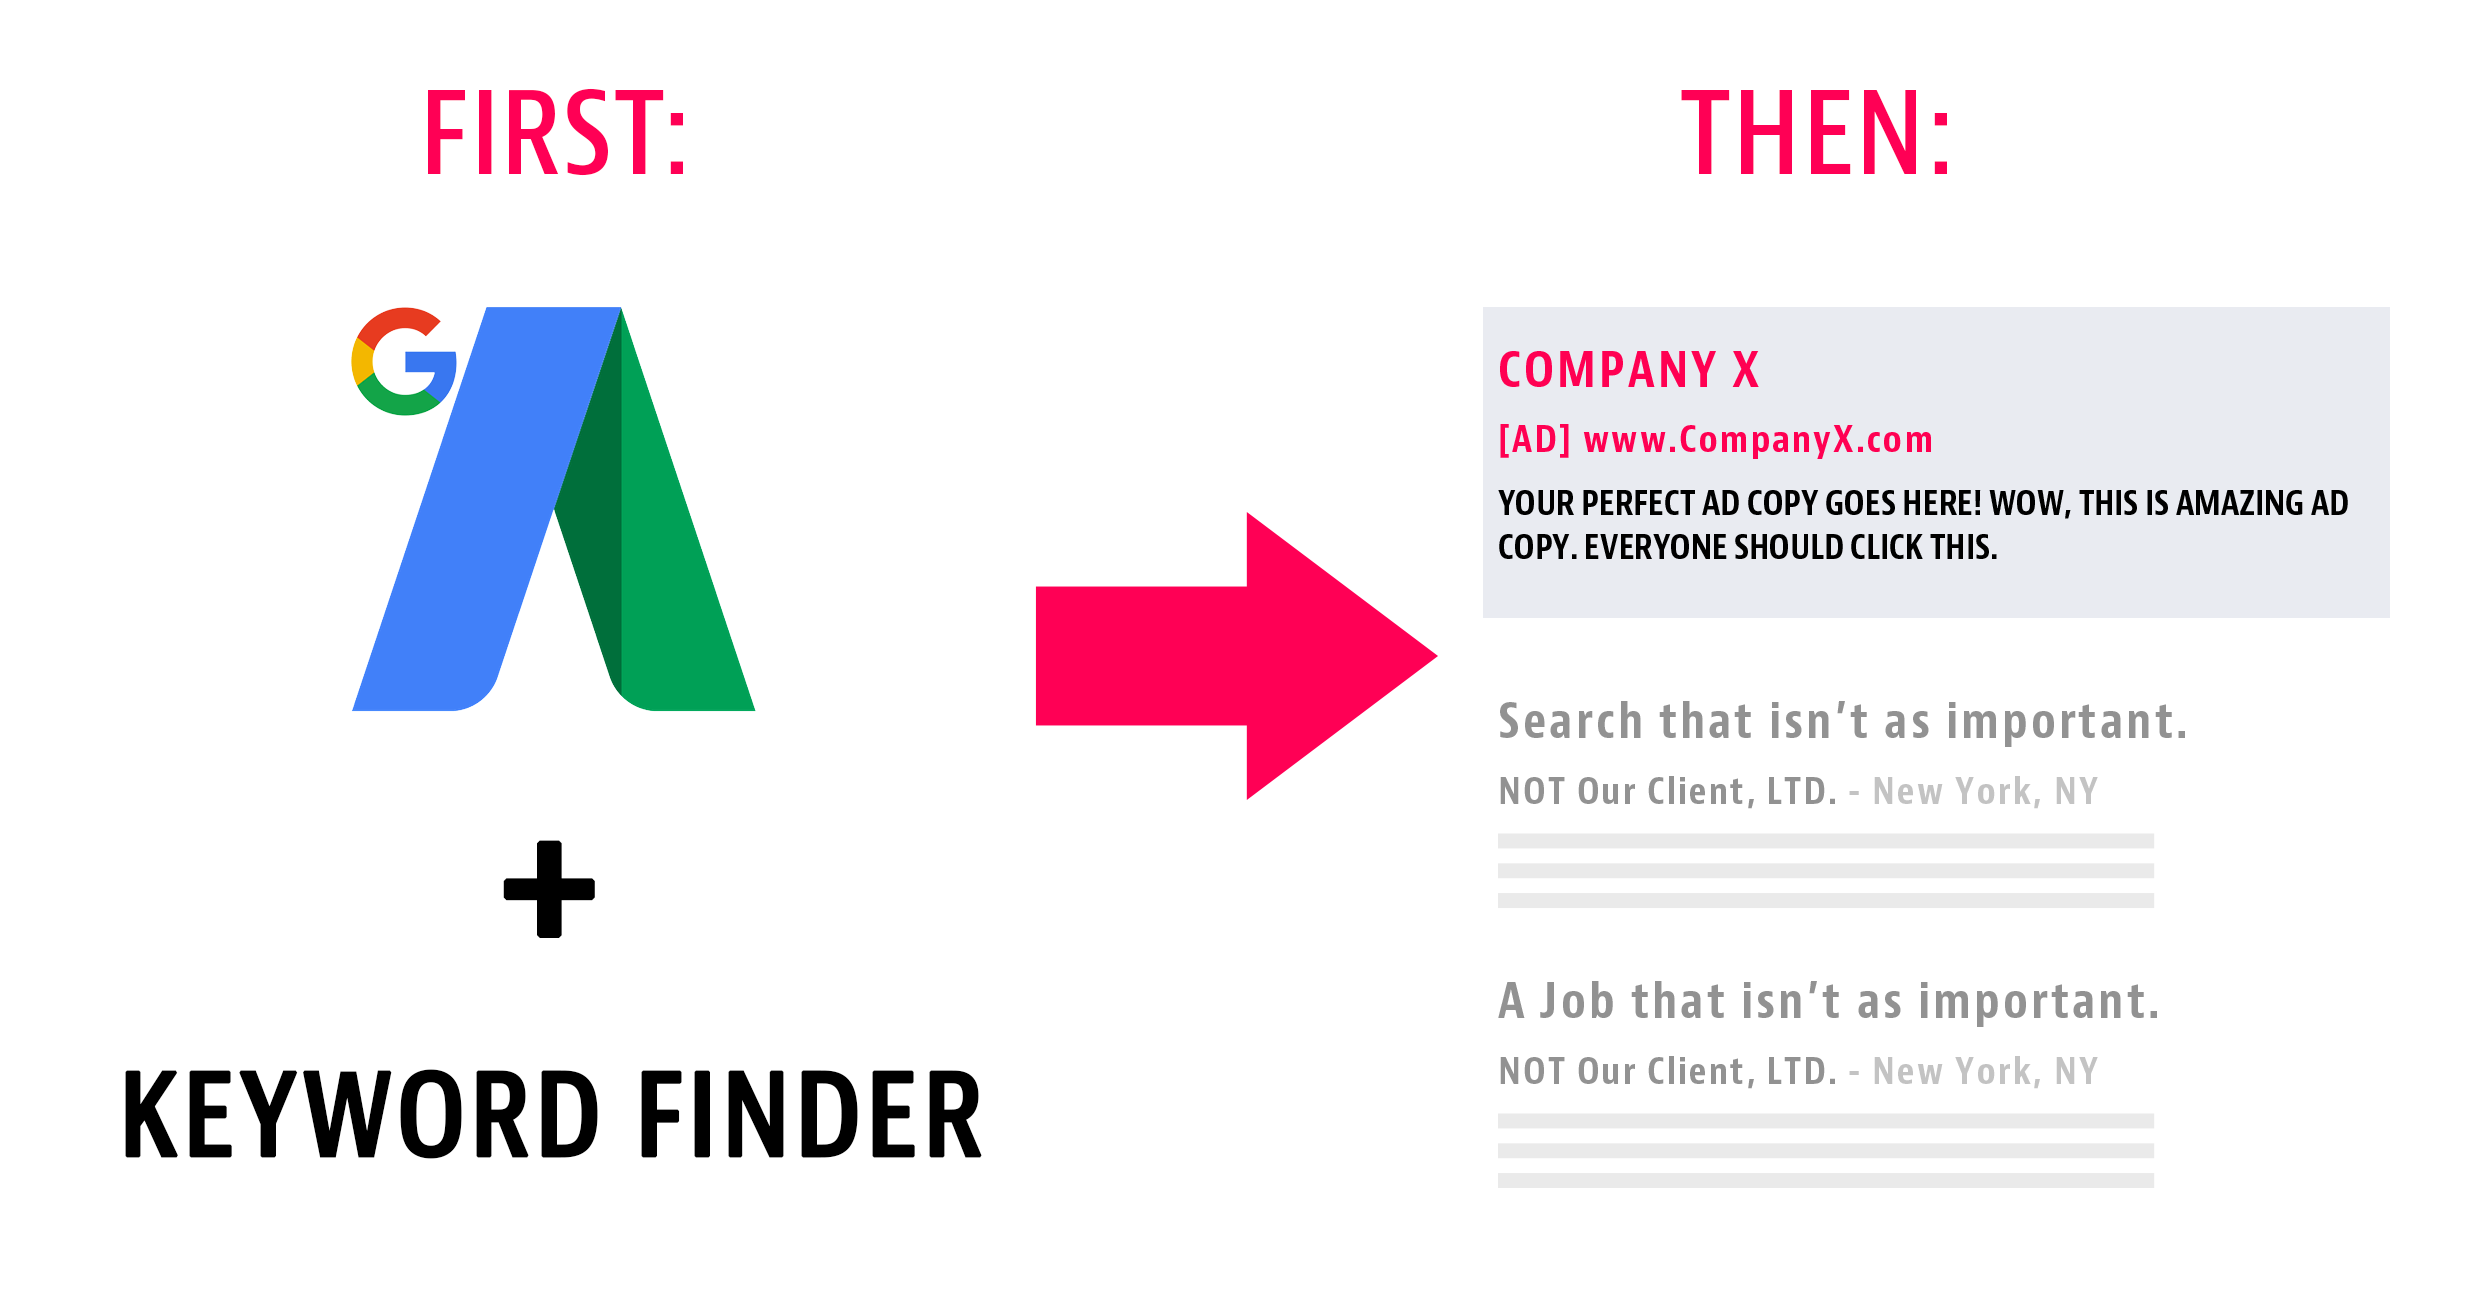 FIRST:
THEN:
G
+
KEYWORD FINDER
COMPANY X
[AD] www.CompanyX.com
YOUR PERFECT AD COPY GOES HERE! WOW, THIS IS AMAZING AD
COPY. EVERYONE SHOULD CLICK THIS.
Search that isn't as important.
NOT Our Client, LTD. - New York, NY
A Job that isn't as important.
NOT Our Client, LTD. - New York, NY